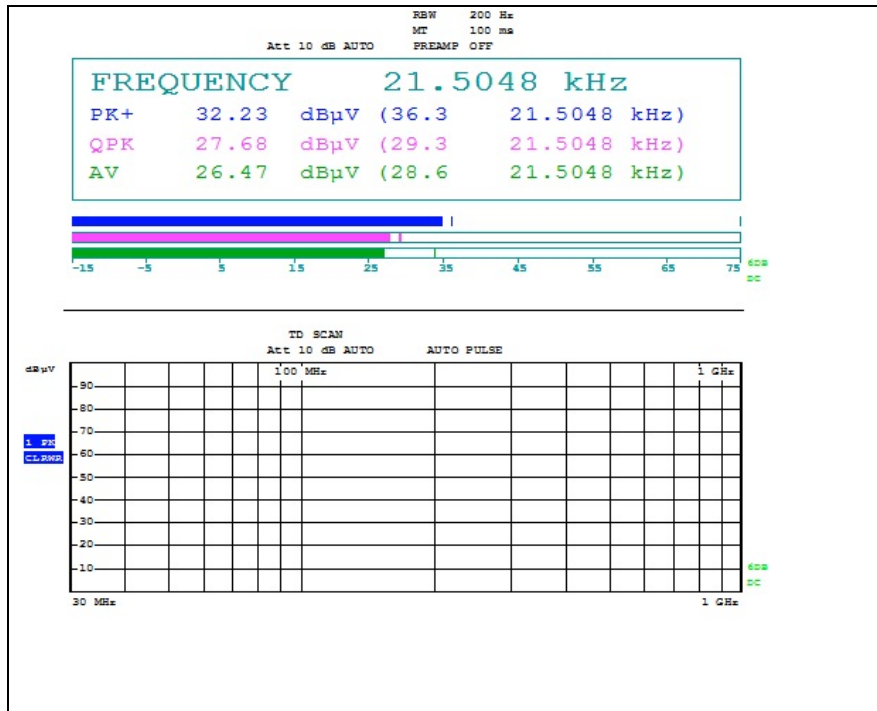 RBW 200 Hz
MT 100 ms
Att 10 dB AUTO PREAMP OFF
FREQUENCY 21.5048 kHz
PK+ 32.23 dBµV (36.3 21.5048 kHz)
QPK 27.68 dBµV (29.3 21.5048 kHz)
AV 26.47 dBµV (28.6 21.5048 kHz)
-15 -5 5 15 25 35 45 55 65 75
6DB
DC
TD SCAN
Att 10 dB AUTO AUTO PULSE
dBµV
100 MHz 1 GHz
90
80
70
1 PK
60
CLRWR
50
40
30
20
10
6DB
DC
30 MHz 1 GHz